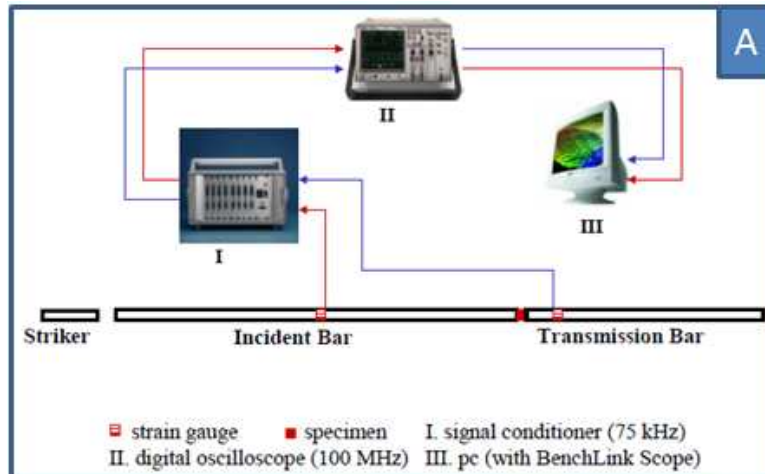 A
II
I
III
Striker
Incident Bar
Transmission Bar
strain gauge specimen I. signal conditioner (75 kHz)
II. digital oscilloscope (100 MHz) III. pc (with BenchLink Scope)